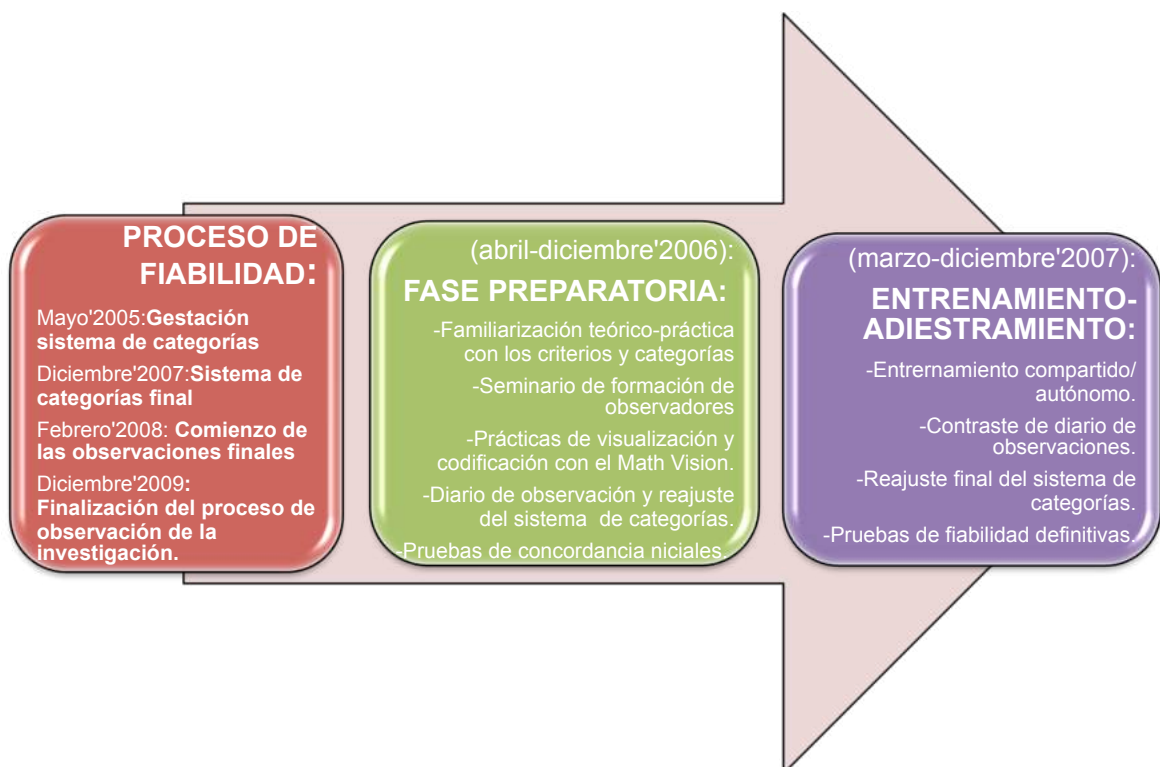 PROCESO DE
FIABILIDAD:
Mayo'2005:Gestación
sistema de categorías
Diciembre'2007:Sistema de
categorías final
Febrero'2008: Comienzo de
las observaciones finales
Diciembre'2009:
Finalización del proceso de
observación de la
investigación.
(abril-diciembre'2006):
FASE PREPARATORIA:
-Familiarización teórico-práctica
con los criterios y categorías
-Seminario de formación de
observadores
-Prácticas de visualización y
codificación con el Math Vision.
-Diario de observación y reajuste
del sistema de categorías.
-Pruebas de concordancia niciales.
(marzo-diciembre'2007):
ENTRENAMIENTO-
ADIESTRAMIENTO:
-Entrernamiento compartido/
autónomo.
-Contraste de diario de
observaciones.
-Reajuste final del sistema de
categorías.
-Pruebas de fiabilidad definitivas.